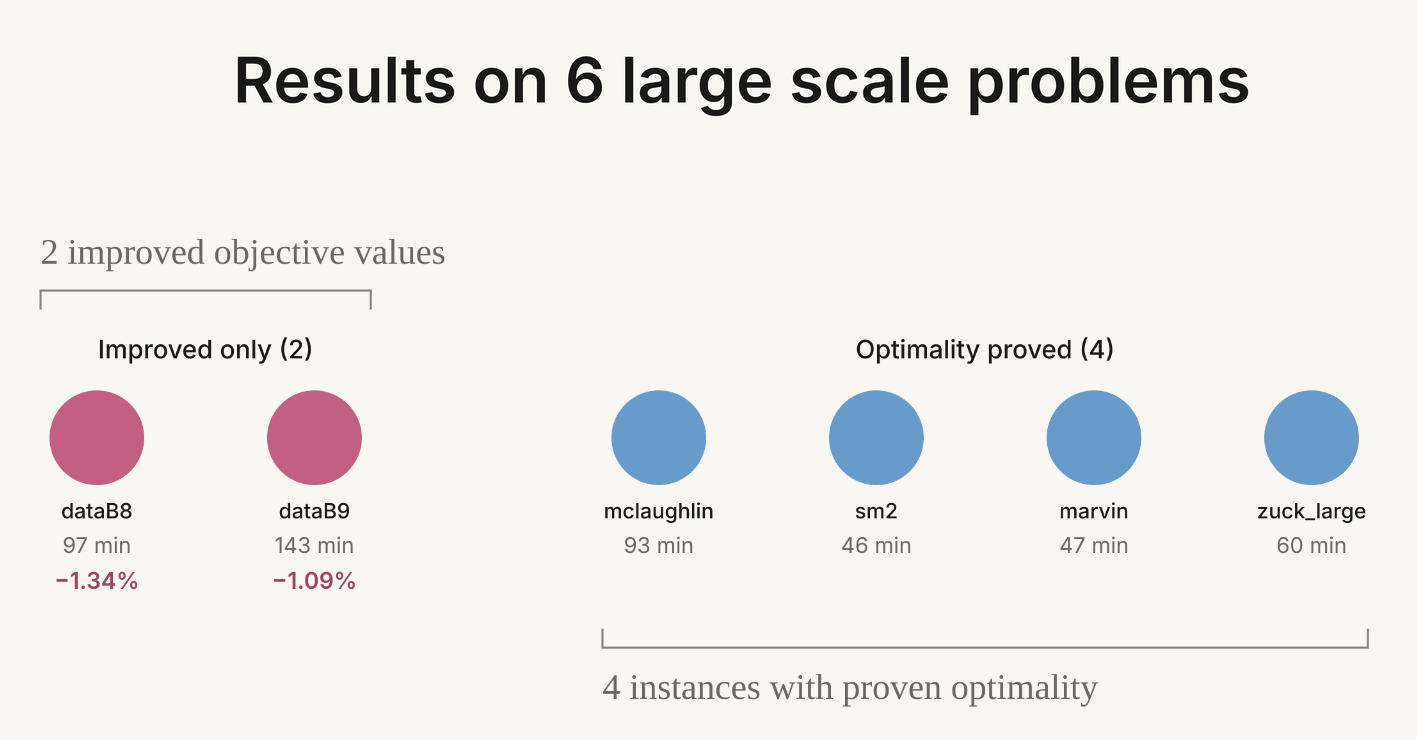 Results on 6 large scale problems
2 improved objective values
Improved only (2)
dataB8
97 min
−1.34%
dataB9
143 min
−1.09%
Optimality proved (4)
mclaughlin
93 min
sm2
46 min
marvin
47 min
zuck_large
60 min
4 instances with proven optimality